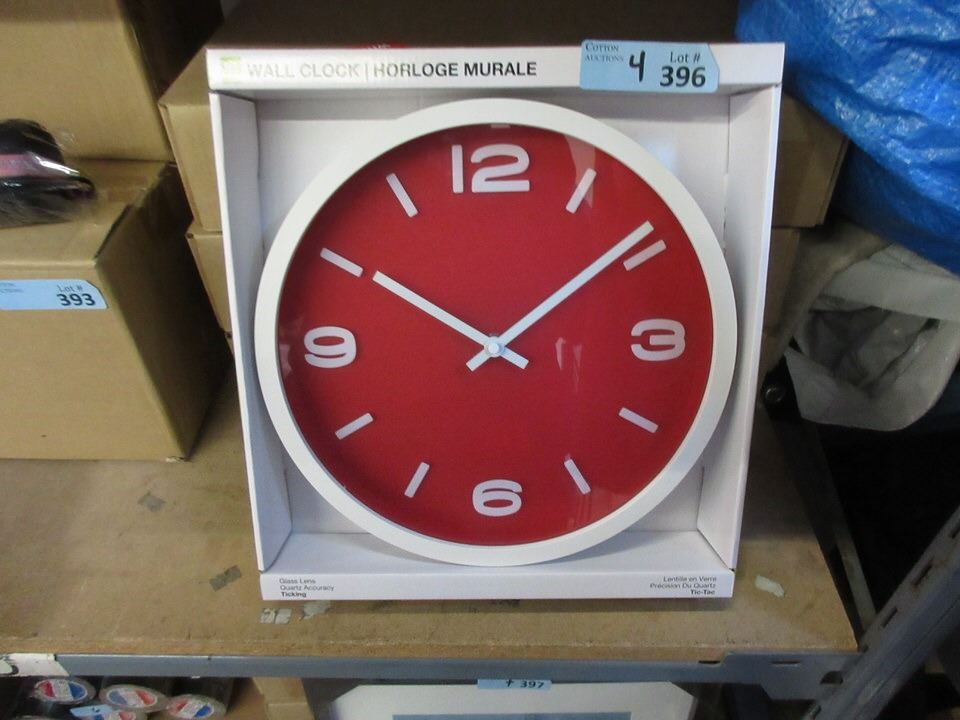 WALL CLOCK | HORLOGE MURALE
COTTON
AUCTIONS
4
Lot #
396
12
3
6
9
Lot #
393
Glass Lens
Quartz Accuracy
Ticking
Lentille en Verre
Précision Du Quartz
Tic-Tac
397